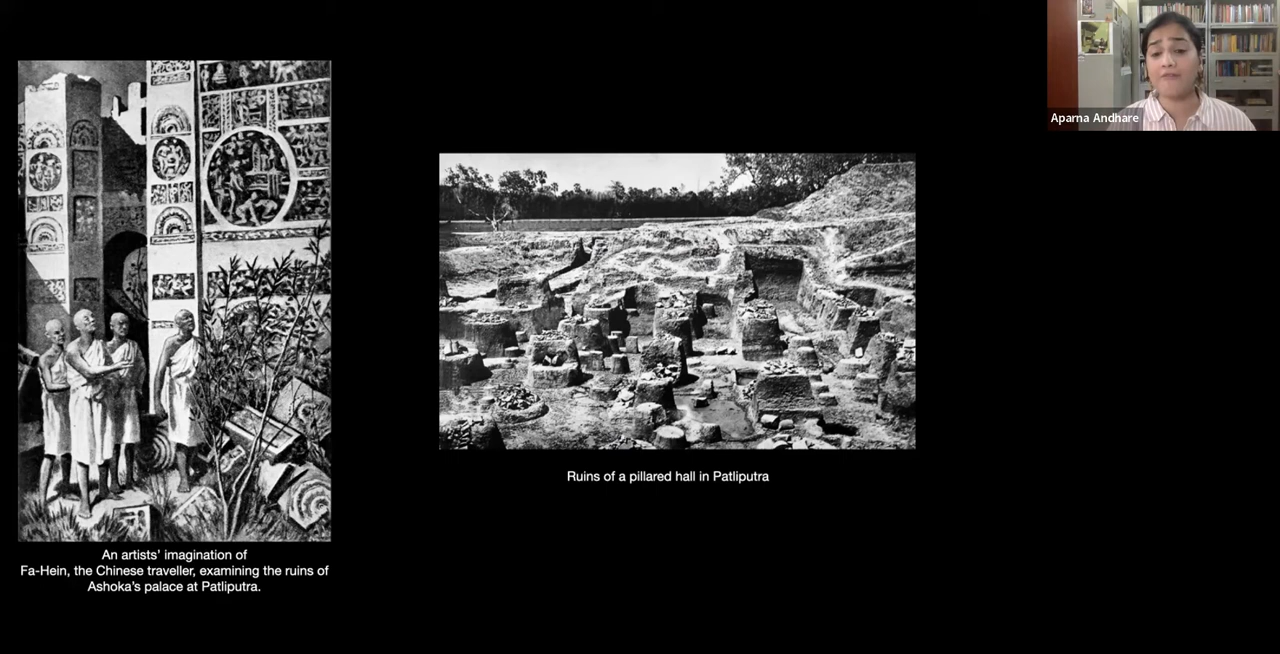 Aparna Andhare
An artists' imagination of
Fa-Hein, the Chinese traveller, examining the ruins of
Ashoka's palace at Patliputra.
Ruins of a pillared hall in Patliputra